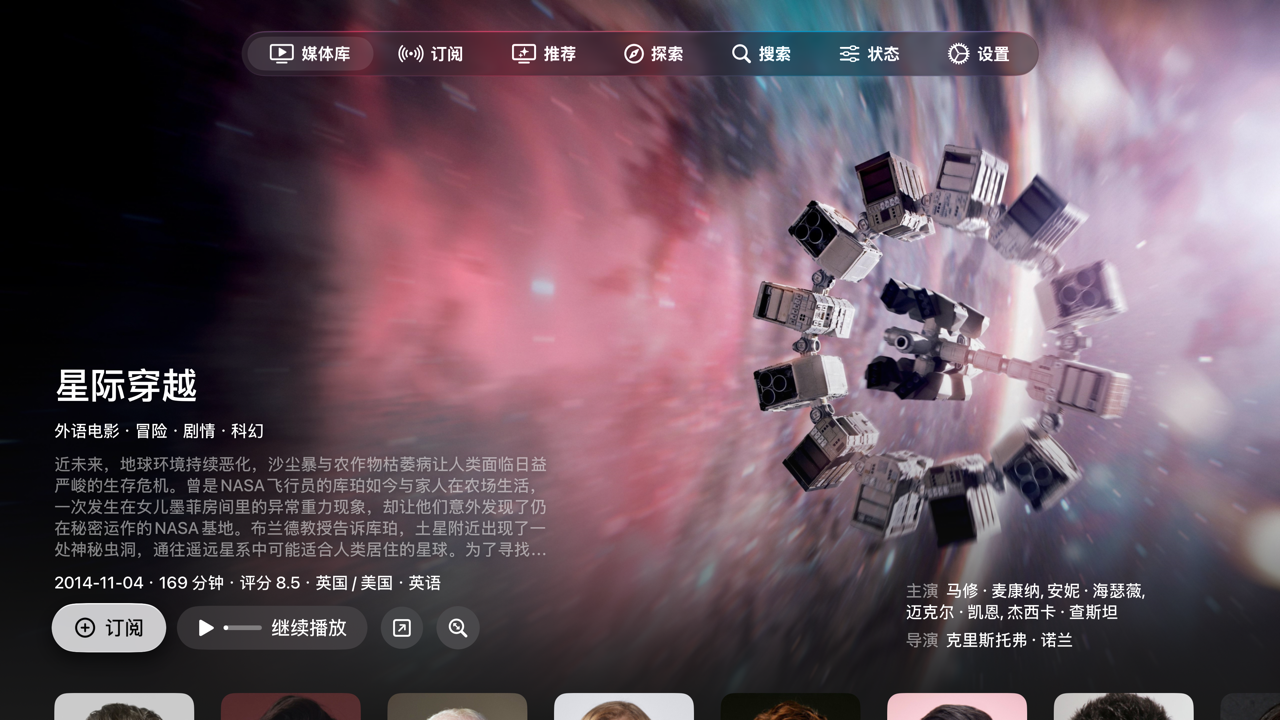 媒体库
订阅
推荐
探索
搜索
状态
设置
星际穿越
外语电影 · 冒险 · 剧情 · 科幻
近未来，地球环境持续恶化，沙尘暴与农作物枯萎病让人类面临日益
严峻的生存危机。曾是 NASA 飞行员的库珀如今与家人在农场生活，
一次发生在女儿墨菲房间里的异常重力现象，却让他们意外发现了仍
在秘密运作的 NASA 基地。布兰德教授告诉库珀，土星附近出现了一
处神秘虫洞，通往遥远星系中可能适合人类居住的星球。为了寻找…
2014-11-04 · 169 分钟 · 评分 8.5 · 英国 / 美国 · 英语
订阅
继续播放
主演 马修 · 麦康纳, 安妮 · 海瑟薇,
迈克尔 · 凯恩, 杰西卡 · 查斯坦
导演 克里斯托弗 · 诺兰